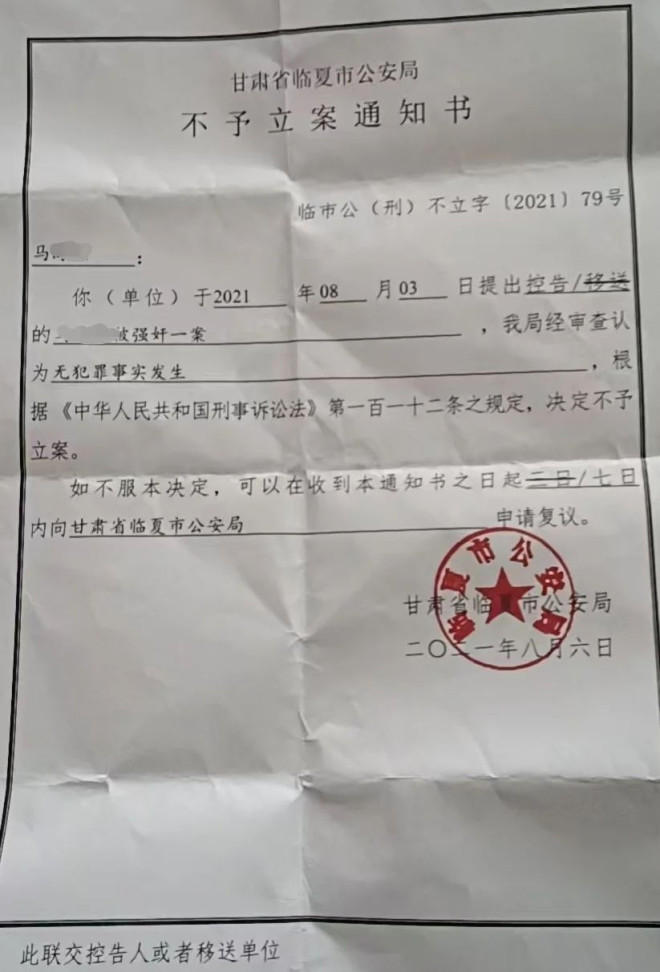 甘肃省临夏市公安局
不予立案通知书
临市公（刑）不立字〔2021〕79号
马 ：
你（单位）于2021 年08 月03 日提出控告/移送
的 被强奸一案 ，我局经审查认
为无犯罪事实发生 ，根
据《中华人民共和国刑事诉讼法》第一百一十二条之规定，决定不予
立案。
如不服本决定，可以在收到本通知书之日起三日/七日
内向甘肃省临夏市公安局 申请复议。
临夏市公安局
甘肃省临夏市公安局
二〇二一年八月六日
此联交控告人或者移送单位